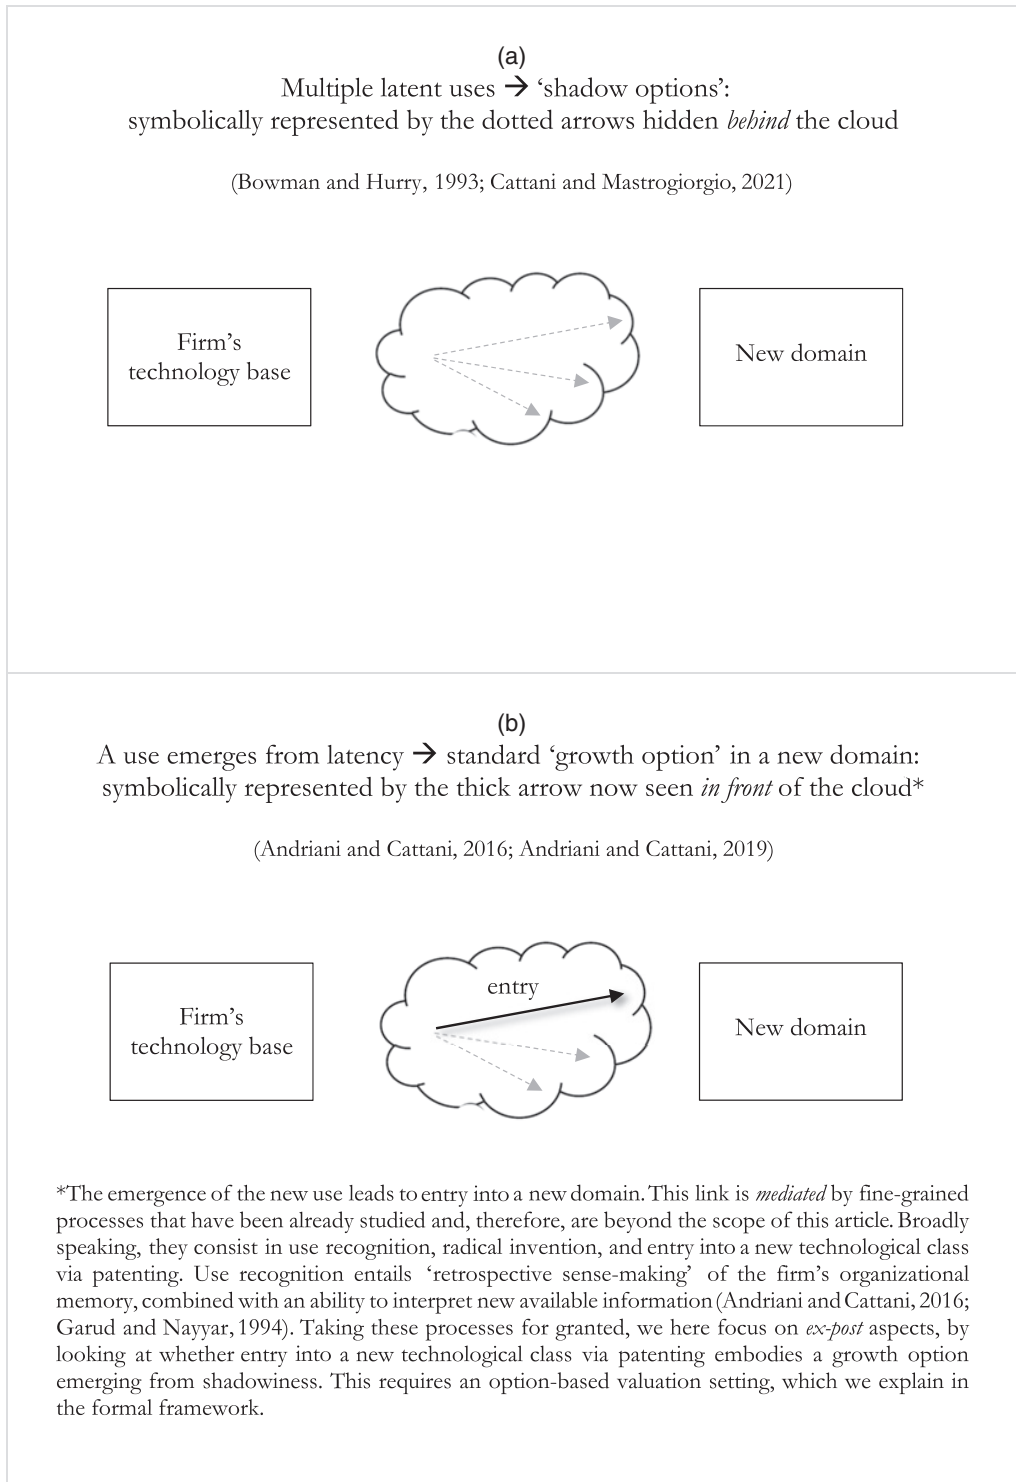 (a)
Multiple latent uses → ‘shadow options’:
symbolically represented by the dotted arrows hidden behind the cloud
(Bowman and Hurry, 1993; Cattani and Mastrogiorgio, 2021)
Firm’s
technology base
New domain
(b)
A use emerges from latency → standard ‘growth option’ in a new domain:
symbolically represented by the thick arrow now seen in front of the cloud*
(Andriani and Cattani, 2016; Andriani and Cattani, 2019)
Firm’s
technology base
entry
New domain
*The emergence of the new use leads to entry into a new domain. This link is mediated by fine-grained
processes that have been already studied and, therefore, are beyond the scope of this article. Broadly
speaking, they consist in use recognition, radical invention, and entry into a new technological class
via patenting. Use recognition entails ‘retrospective sense-making’ of the firm’s organizational
memory, combined with an ability to interpret new available information (Andriani and Cattani, 2016;
Garud and Nayyar, 1994). Taking these processes for granted, we here focus on ex-post aspects, by
looking at whether entry into a new technological class via patenting embodies a growth option
emerging from shadowiness. This requires an option-based valuation setting, which we explain in
the formal framework.